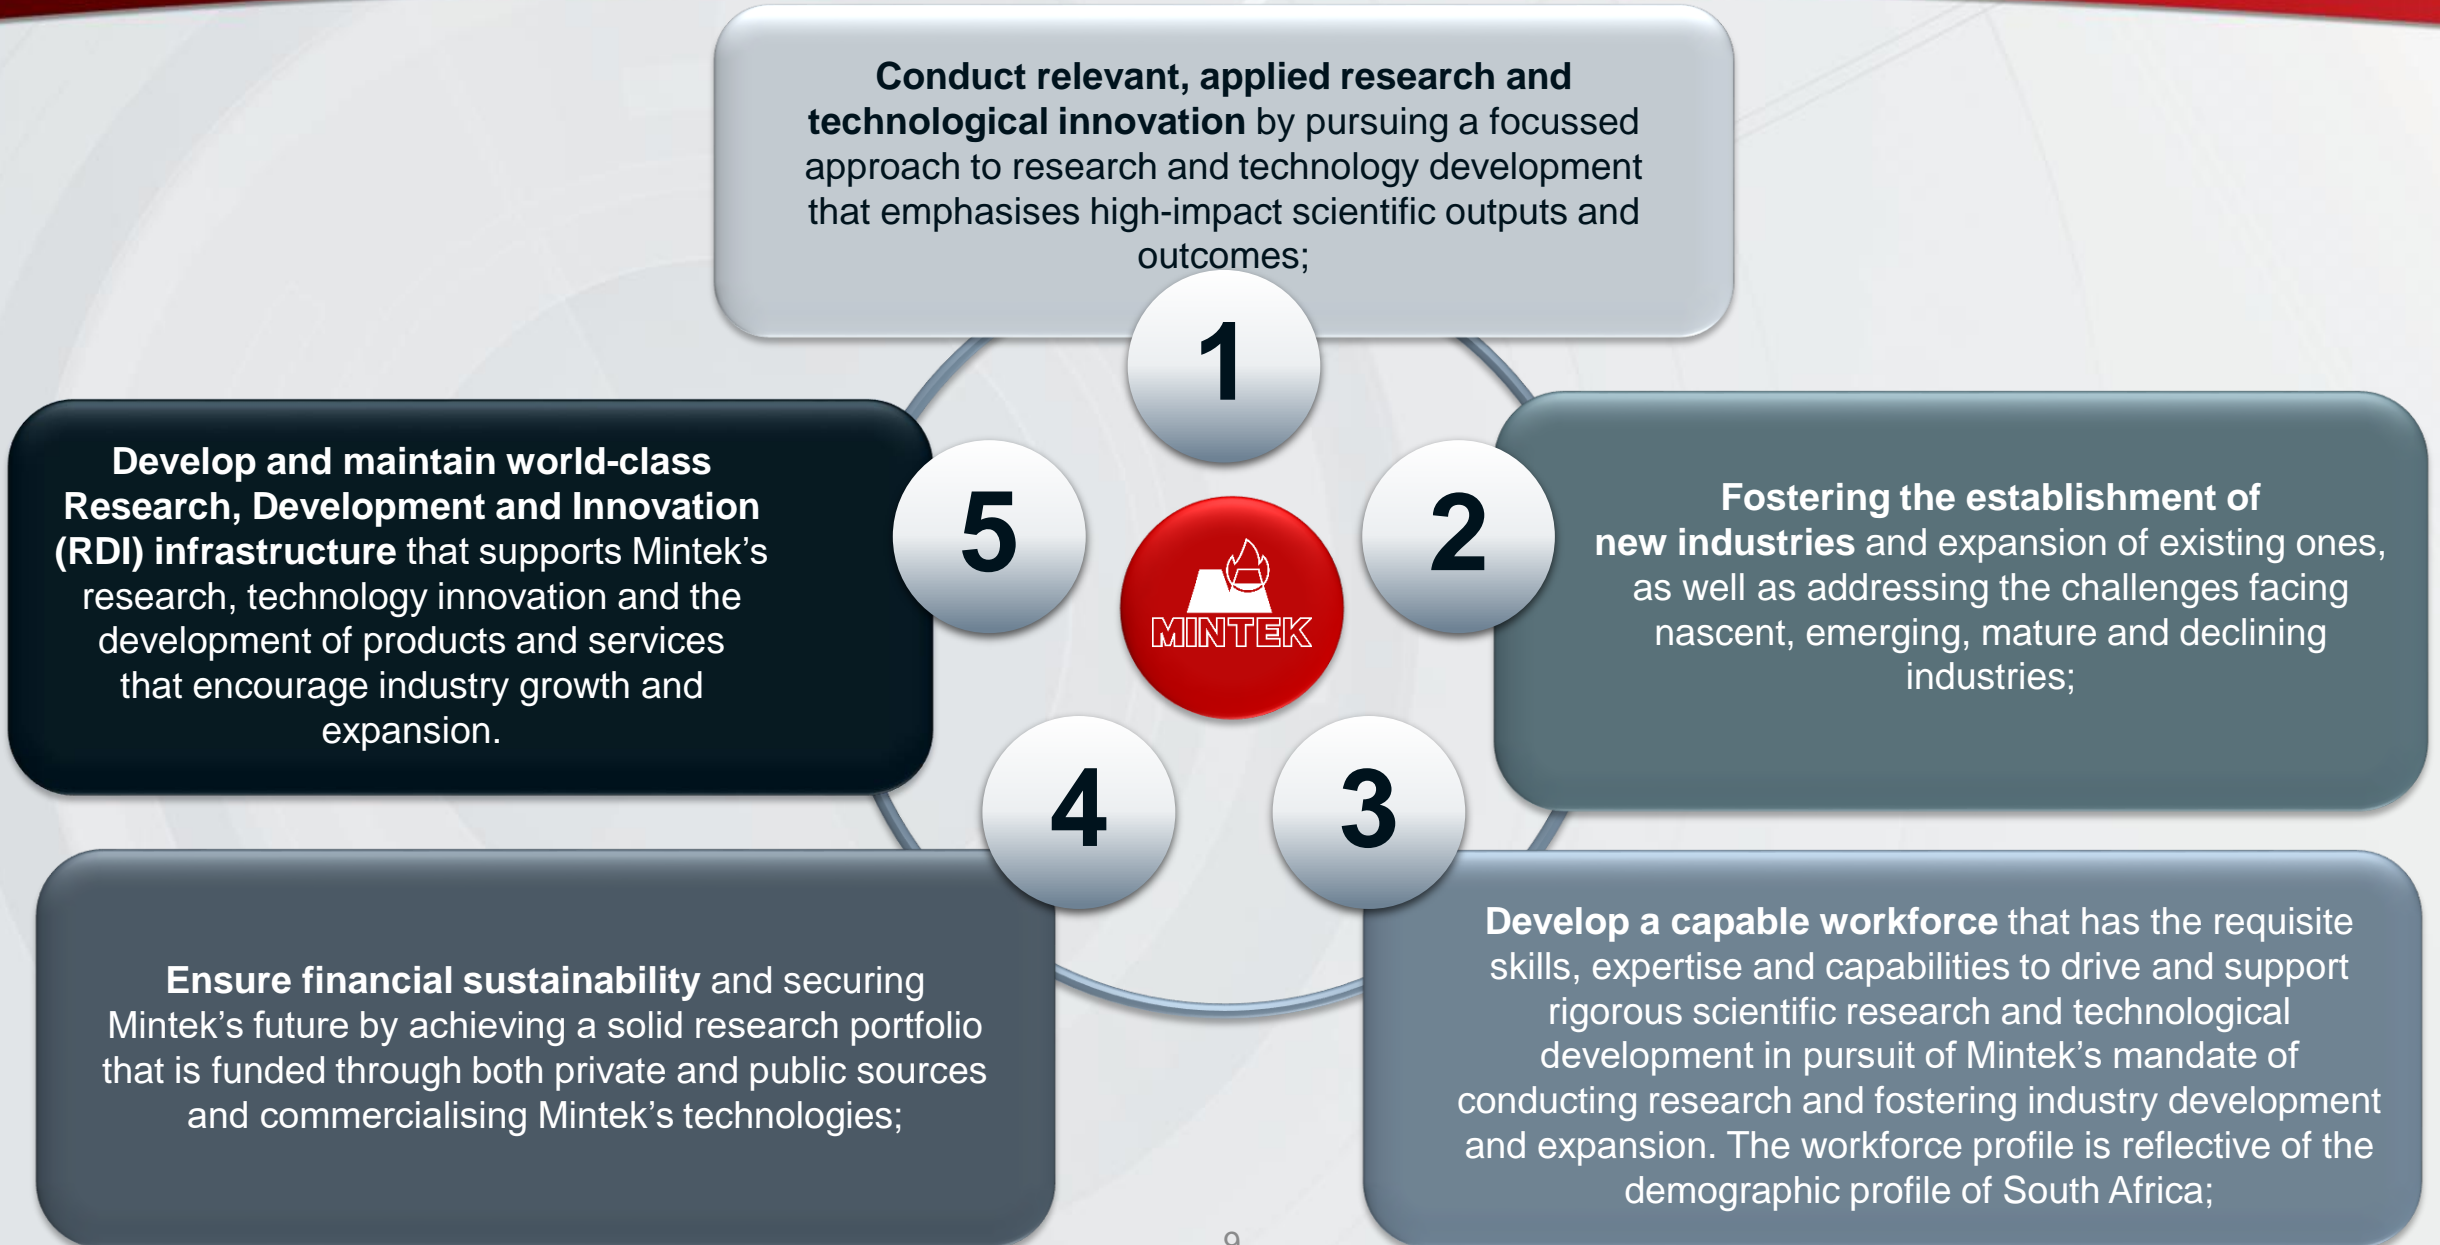 Conduct relevant, applied research and
technological innovation by pursuing a focussed
approach to research and technology development
that emphasises high-impact scientific outputs and
outcomes;
1
2
Fostering the establishment of
new industries and expansion of existing ones,
as well as addressing the challenges facing
nascent, emerging, mature and declining
industries;
3
Develop a capable workforce that has the requisite
skills, expertise and capabilities to drive and support
rigorous scientific research and technological
development in pursuit of Mintek’s mandate of
conducting research and fostering industry development
and expansion. The workforce profile is reflective of the
demographic profile of South Africa;
4
Ensure financial sustainability and securing
Mintek’s future by achieving a solid research portfolio
that is funded through both private and public sources
and commercialising Mintek’s technologies;
5
Develop and maintain world-class
Research, Development and Innovation
(RDI) infrastructure that supports Mintek’s
research, technology innovation and the
development of products and services
that encourage industry growth and
expansion.
MINTEK
9